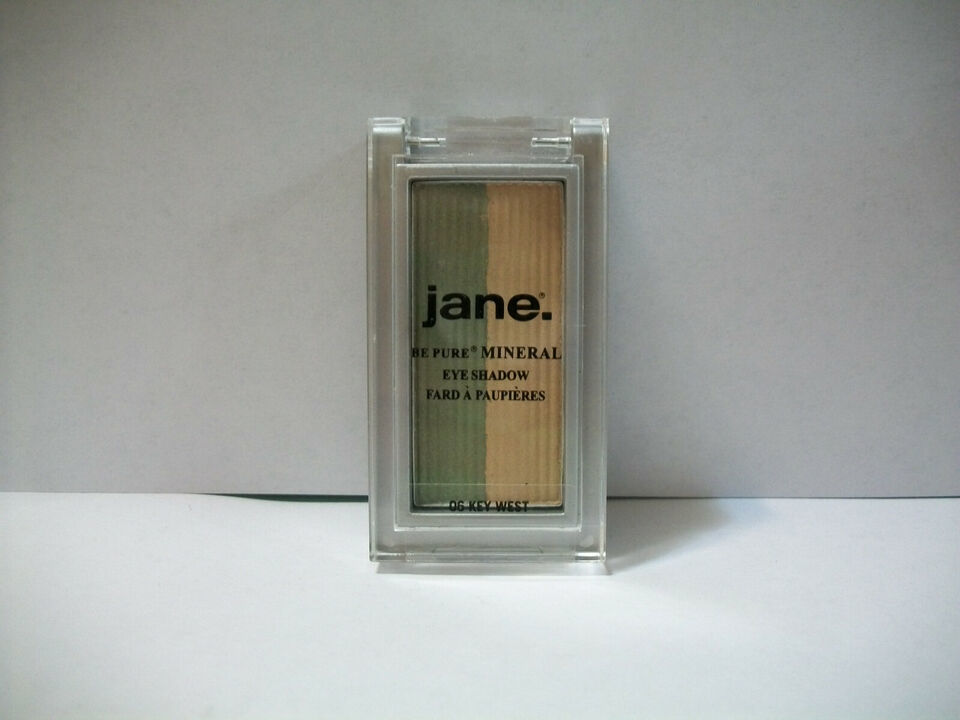 jane.®
BE PURE® MINERAL
EYE SHADOW
FARD À PAUPIÈRES
06 KEY WEST